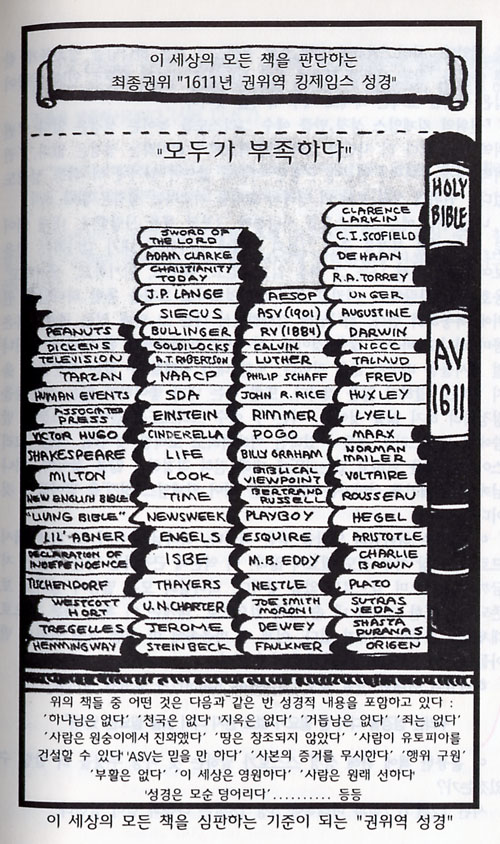 이 세상의 모든 책을 판단하는
최종권위 "1611년 권위역 킹제임스 성경"
"모두가 부족하다"
PEANUTS
DICKENS
TELEVISION
TARZAN
HUMAN EVENTS
ASSOCIATED
PRESS
VICTOR HUGO
SHAKESPEARE
MILTON
NEW ENGLISH BIBLE
"LIVING BIBLE"
LIL' ABNER
DECLARATION OF
INDEPENDENCE
TISCHENDORF
WESTCOTT
HORT
TREGELLES
HEMMINGWAY
SWORD OF
THE LORD
ADAM CLARKE
CHRISTIANITY
TODAY
J.P. LANGE
SIECUS
BULLINGER
GOLDILOCKS
A.T. ROBERTSON
NAACP
SDA
EINSTEIN
CINDERELLA
LIFE
LOOK
TIME
NEWSWEEK
ENGELS
ISBE
THAYERS
U.N. CHARTER
JEROME
STEINBECK
AESOP
ASV (1901)
RV (1884)
CALVIN
LUTHER
PHILIP SCHAFF
JOHN R. RICE
RIMMER
POGO
BILLY GRAHAM
BIBLICAL
VIEWPOINT
BERTRAND
RUSSELL
PLAYBOY
ESQUIRE
M.B. EDDY
NESTLE
JOE SMITH
MORONI
DEWEY
FAULKNER
CLARENCE
LARKIN
C.I. SCOFIELD
DEHAAN
R.A. TORREY
UNGER
AUGUSTINE
DARWIN
NCCC
TALMUD
FREUD
HUXLEY
LYELL
MARX
NORMAN
MAILER
VOLTAIRE
ROUSSEAU
HEGEL
ARISTOTLE
CHARLIE
BROWN
PLATO
SUTRAS
VEDAS
SHASTA
PURANAS
ORIGEN
HOLY
BIBLE
AV
1611
위의 책들 중 어떤 것은 다음과 같은 반 성경적 내용을 포함하고 있다 :
'하나님은 없다' '천국은 없다' '지옥은 없다' '거듭남은 없다' '죄는 없다'
'사람은 원숭이에서 진화했다' '땅은 창조되지 않았다' '사람이 유토피아를
건설할 수 있다' 'ASV는 믿을 만 하다' '사본의 증거를 무시한다' '행위 구원'
'부활은 없다' '이 세상은 영원하다' '사람은 원래 선하다'
'성경은 모순 덩어리다'.......... 등등
이 세상의 모든 책을 심판하는 기준이 되는 "권위역 성경"